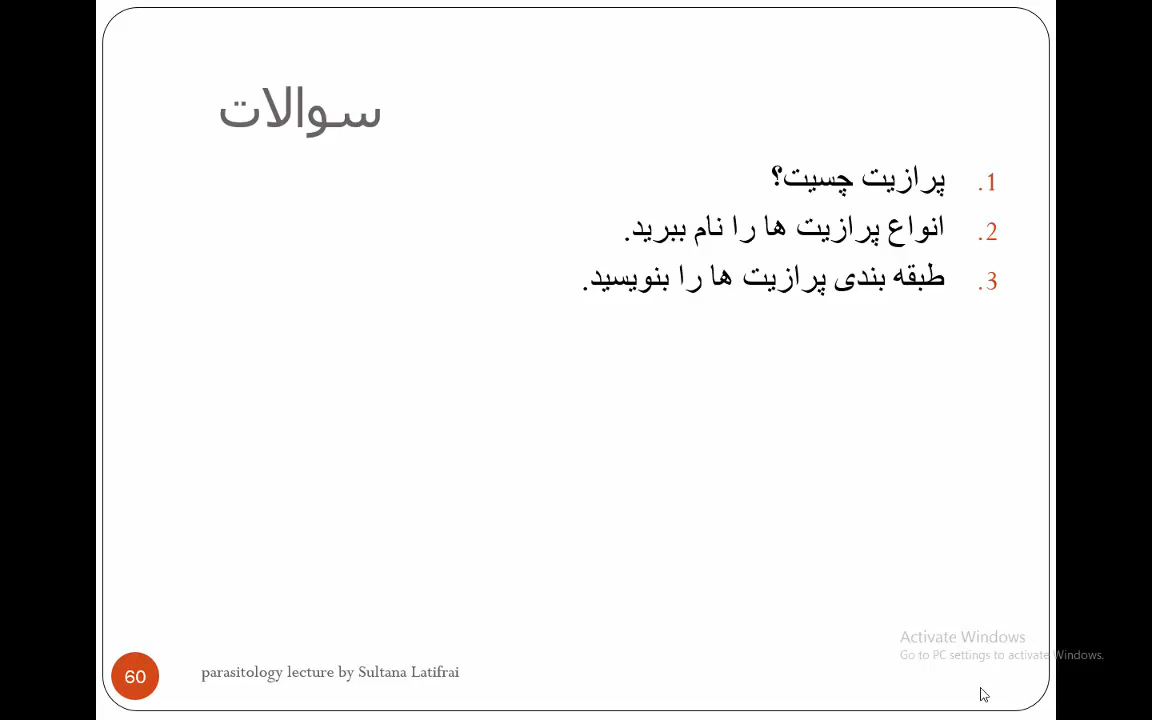 سوالات
1. پرازیت چسیت؟
2. انواع پرازیت ها را نام ببرید.
3. طبقه بندی پرازیت ها را بنویسید.
Activate Windows
Go to PC settings to activate Windows.
60
parasitology lecture by Sultana Latifrai